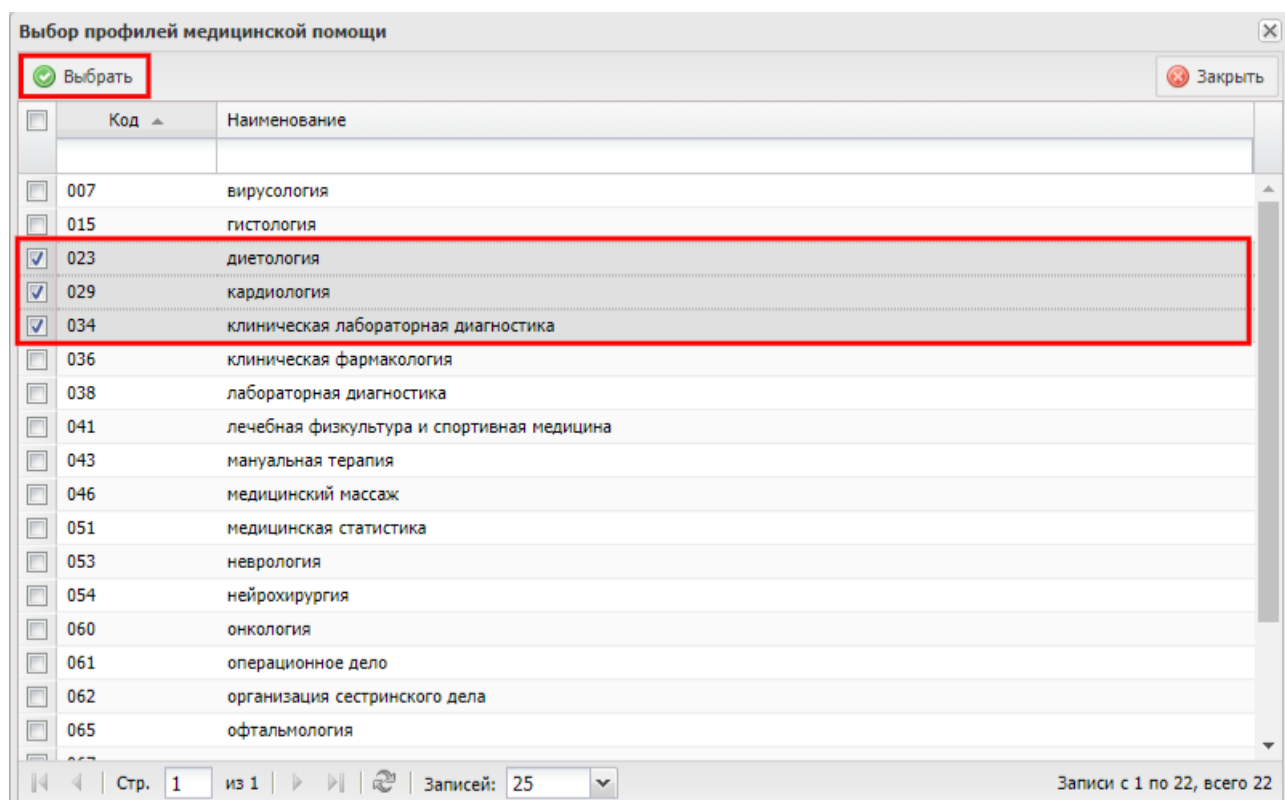 Выбор профилей медицинской помощи
Выбрать Закрыть
Код Наименование
007 вирусология
015 гистология
023 диетология
029 кардиология
034 клиническая лабораторная диагностика
036 клиническая фармакология
038 лабораторная диагностика
041 лечебная физкультура и спортивная медицина
043 мануальная терапия
046 медицинский массаж
051 медицинская статистика
053 неврология
054 нейрохирургия
060 онкология
061 операционное дело
062 организация сестринского дела
065 офтальмология
Стр. 1 из 1 Записей: 25 Записи с 1 по 22, всего 22